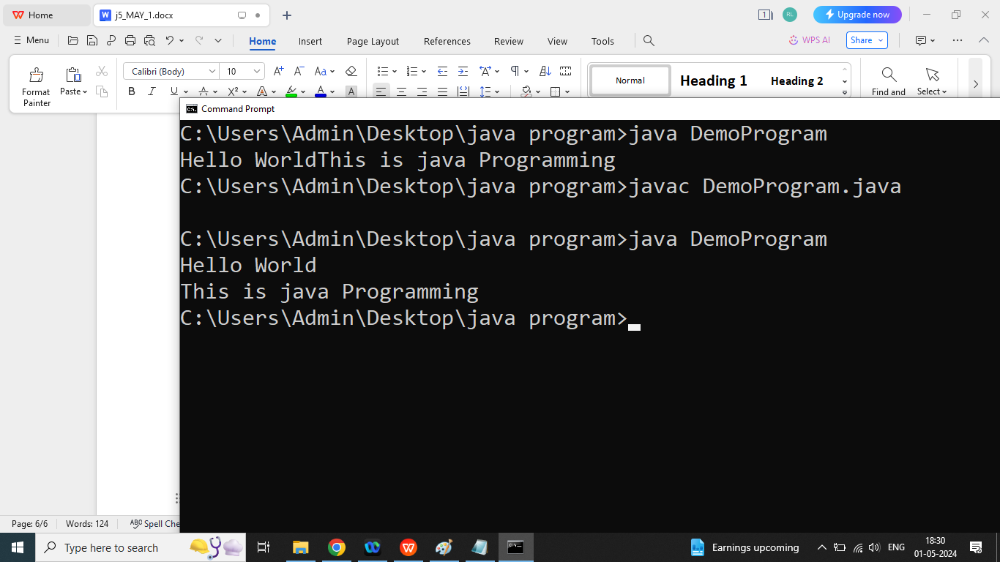 Home
j5_MAY_1.docx
1
RL
Upgrade now
Menu
Home
Insert
Page Layout
References
Review
View
Tools
WPS AI
Share
Format
Painter
Paste
Calibri (Body)
10
Normal
Heading 1
Heading 2
Find and
Select
Command Prompt
C:\Users\Admin\Desktop\java program>java DemoProgram
Hello WorldThis is java Programming
C:\Users\Admin\Desktop\java program>javac DemoProgram.java
C:\Users\Admin\Desktop\java program>java DemoProgram
Hello World
This is java Programming
C:\Users\Admin\Desktop\java program>
Page: 6/6
Words: 124
Spell Che
Type here to search
Earnings upcoming
ENG
18:30
01-05-2024